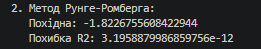 2. Метод Рунге-Ромберга:
Похідна: -1.8226755608422944
Похибка R2: 3.1958879986859756e-12